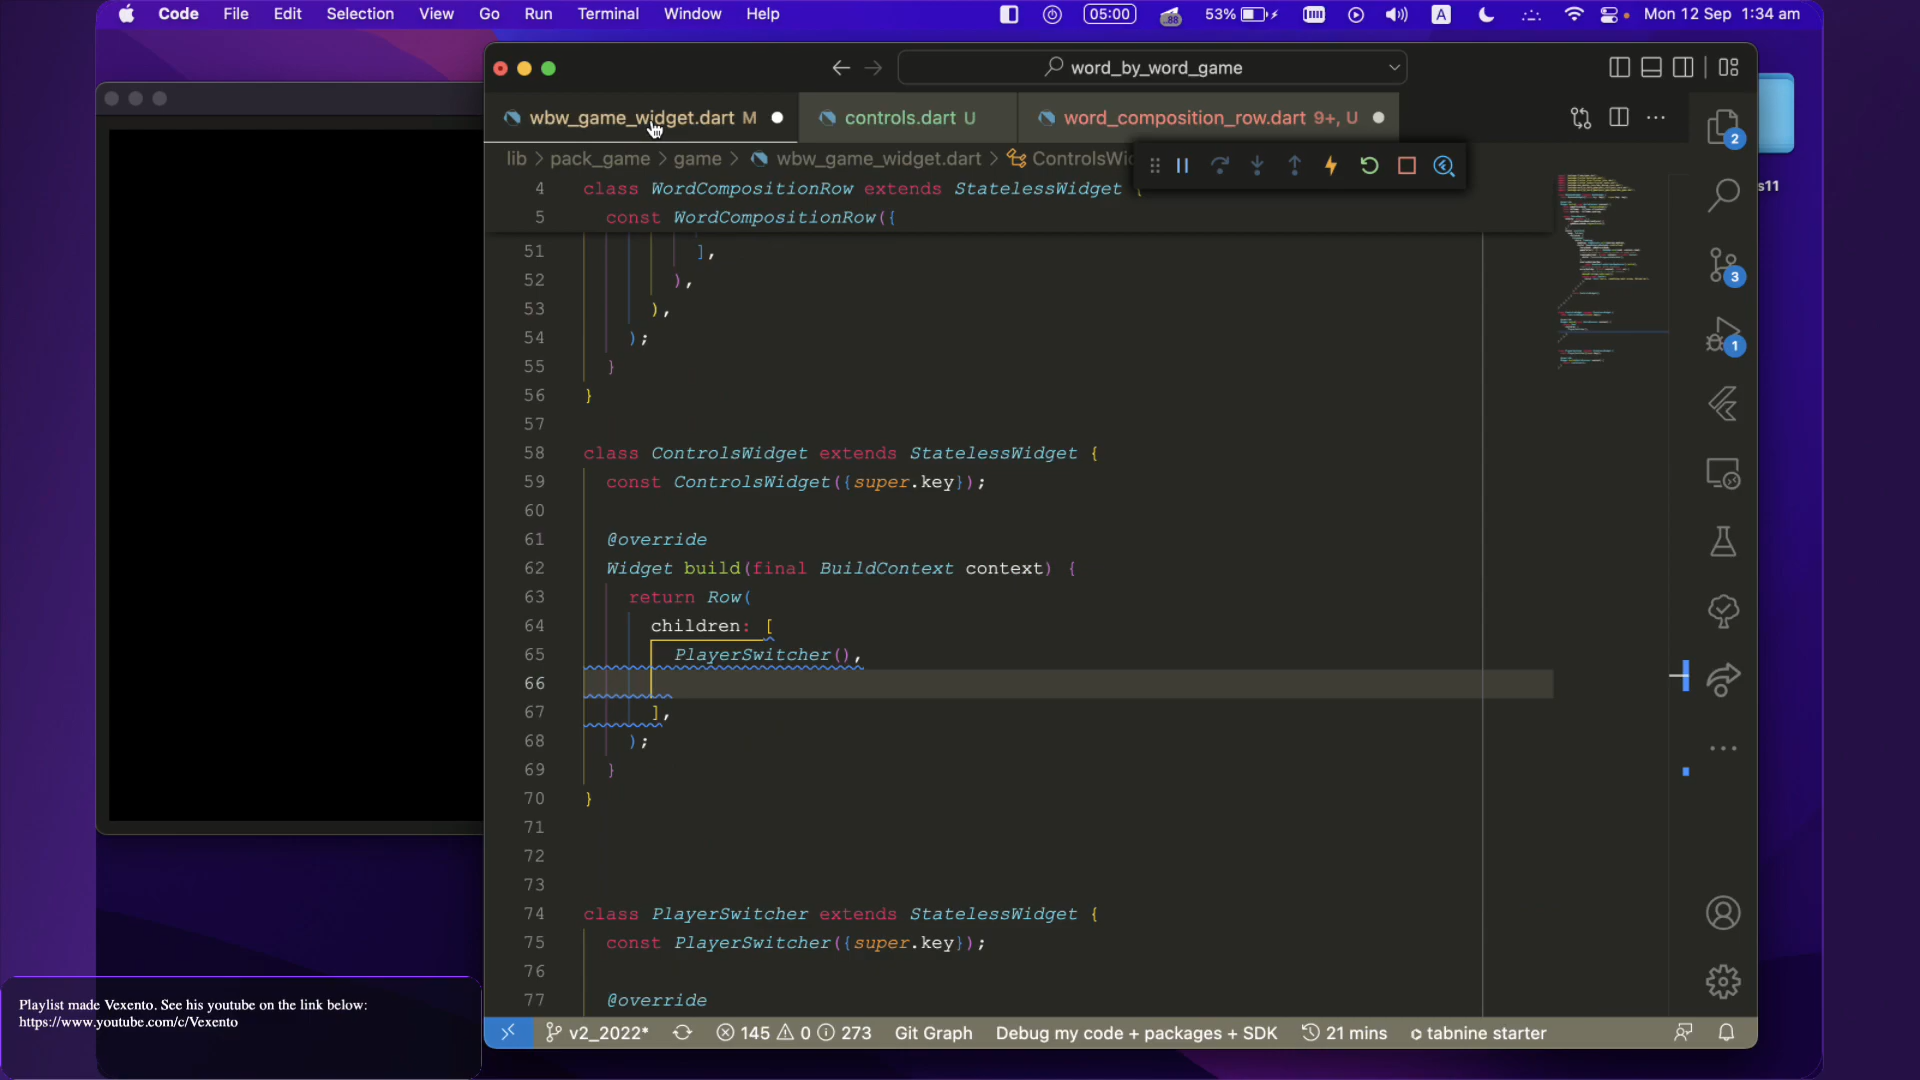 Code File Edit Selection View Go Run Terminal Window Help 05:00 .88 53% A Mon 12 Sep 1:34 am
word_by_word_game
wbw_game_widget.dart M controls.dart U word_composition_row.dart 9+, U
lib > pack_game > game > wbw_game_widget.dart > ControlsWi
4 class WordCompositionRow extends StatelessWidget {
5 const WordCompositionRow({
51 ],
52 ),
53 ),
54 );
55 }
56 }
57
58 class ControlsWidget extends StatelessWidget {
59 const ControlsWidget({super.key});
60
61 @override
62 Widget build(final BuildContext context) {
63 return Row(
64 children: [
65 PlayerSwitcher(),
66
67 ],
68 );
69 }
70 }
71
72
73
74 class PlayerSwitcher extends StatelessWidget {
75 const PlayerSwitcher({super.key});
76
77 @override
2
s11
3
1
Playlist made Vexento. See his youtube on the link below:
https://www.youtube.com/c/Vexento
v2_2022* 145 0 273 Git Graph Debug my code + packages + SDK 21 mins tabnine starter